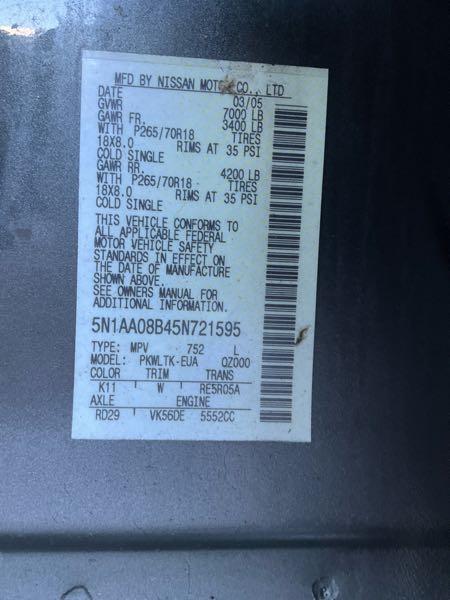 MFD BY NISSAN MOTOR CO., LTD
DATE 03/05
GVWR 7000 LB
GAWR FR. 3400 LB
WITH P265/70R18 TIRES
18X8.0 RIMS AT 35 PSI
COLD SINGLE
GAWR RR. 4200 LB
WITH P265/70R18 TIRES
18X8.0 RIMS AT 35 PSI
COLD SINGLE
THIS VEHICLE CONFORMS TO
ALL APPLICABLE FEDERAL
MOTOR VEHICLE SAFETY
STANDARDS IN EFFECT ON
THE DATE OF MANUFACTURE
SHOWN ABOVE.
SEE OWNERS MANUAL FOR
ADDITIONAL INFORMATION.
5N1AA08B45N721595
TYPE: MPV 752 L
MODEL: PKWLTK-EUA QZ000
COLOR TRIM TRANS
K11 W RE5R05A
AXLE ENGINE
RD29 VK56DE 5552CC